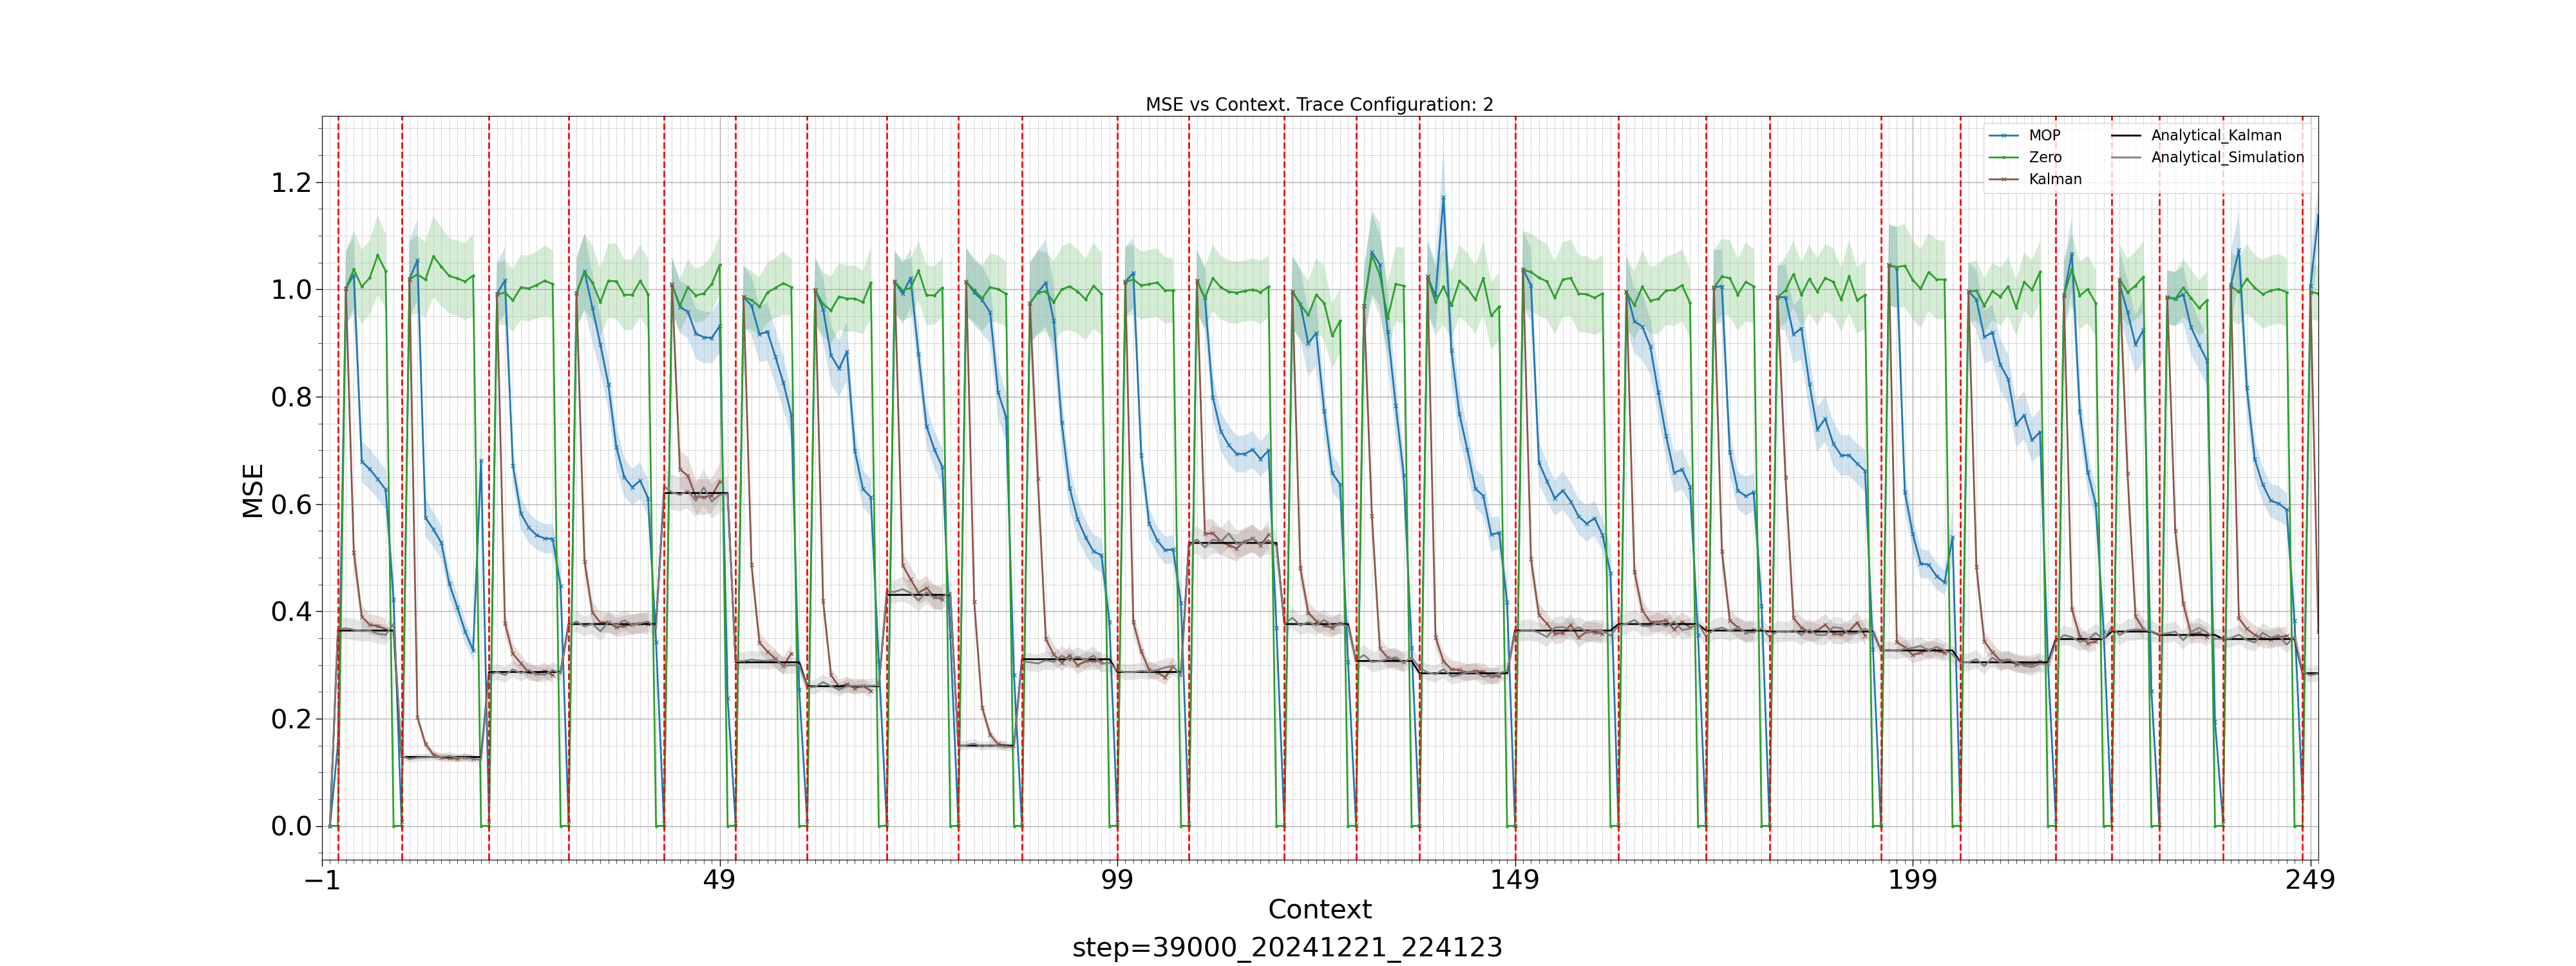 MSE vs Context. Trace Configuration: 2
MOP
Zero
Kalman
Analytical_Kalman
Analytical_Simulation
MSE
1.2
1.0
0.8
0.6
0.4
0.2
0.0
−1 49 99 149 199 249
Context
step=39000_20241221_224123